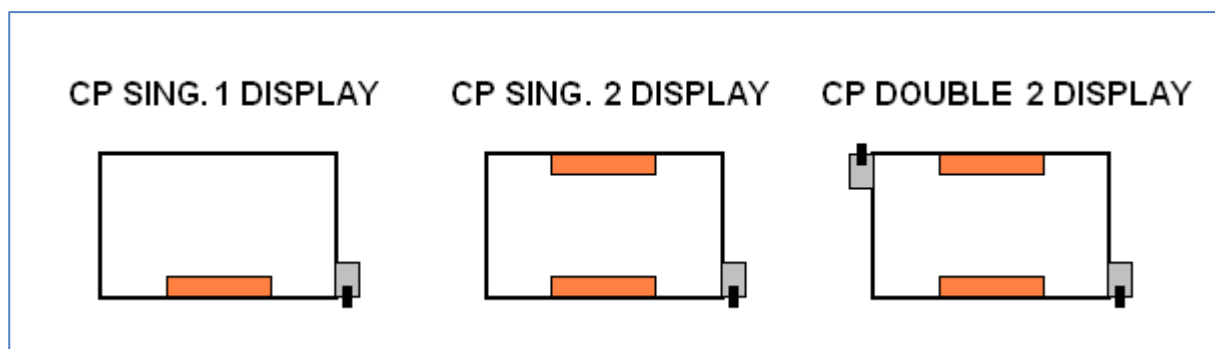 CP SING. 1 DISPLAY
CP SING. 2 DISPLAY
CP DOUBLE 2 DISPLAY